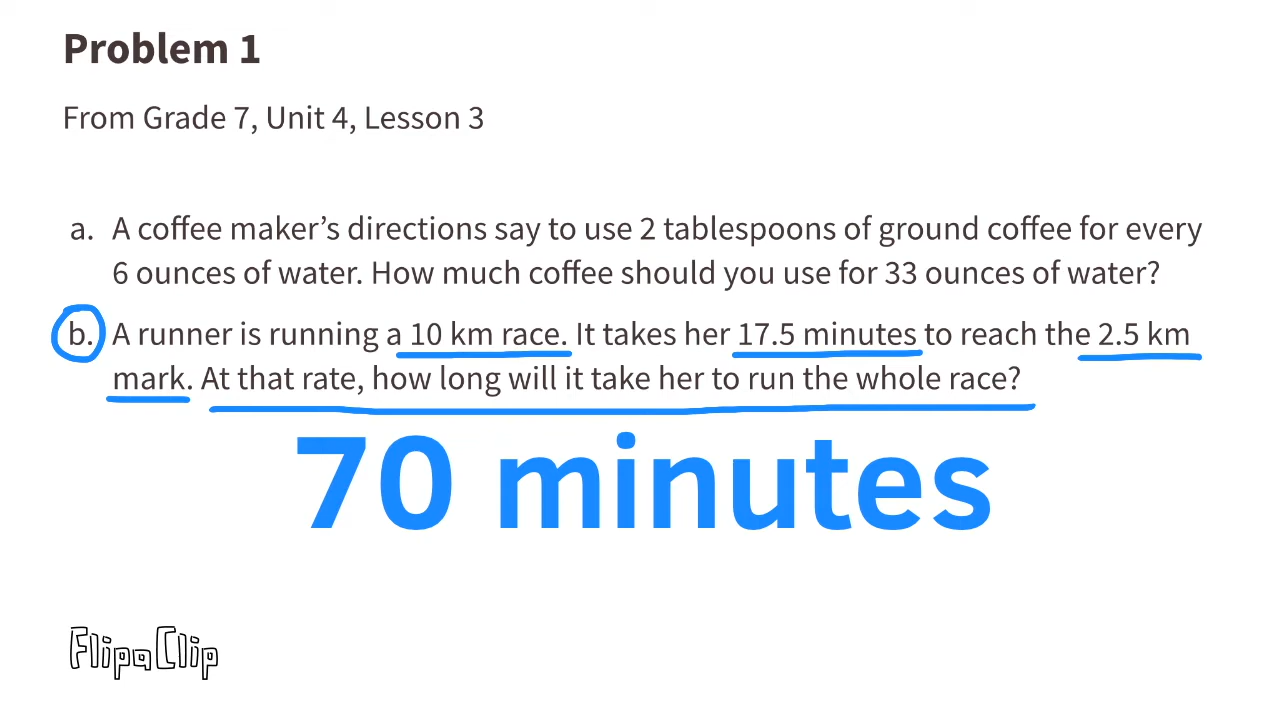 Problem 1
From Grade 7, Unit 4, Lesson 3
a. A coffee maker’s directions say to use 2 tablespoons of ground coffee for every
6 ounces of water. How much coffee should you use for 33 ounces of water?
b. A runner is running a 10 km race. It takes her 17.5 minutes to reach the 2.5 km
mark. At that rate, how long will it take her to run the whole race?
70 minutes
FlipaClip